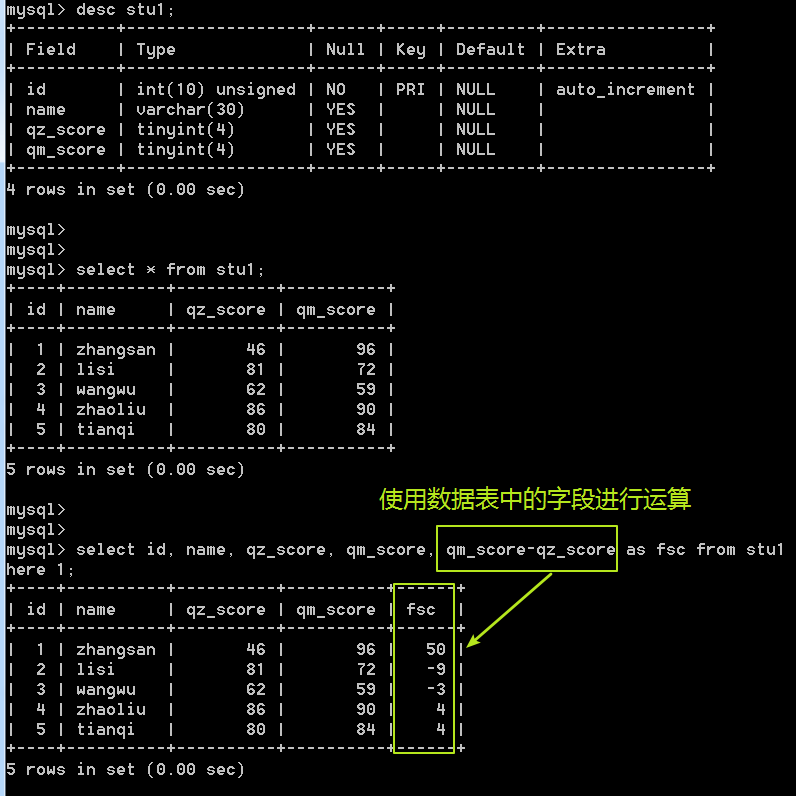 mysql> desc stu1;
+----------+------------------+------+-----+---------+----------------+
| Field    | Type             | Null | Key | Default | Extra          |
+----------+------------------+------+-----+---------+----------------+
| id       | int(10) unsigned | NO   | PRI | NULL    | auto_increment |
| name     | varchar(30)      | YES  |     | NULL    |                |
| qz_score | tinyint(4)       | YES  |     | NULL    |                |
| qm_score | tinyint(4)       | YES  |     | NULL    |                |
+----------+------------------+------+-----+---------+----------------+
4 rows in set (0.00 sec)
mysql>
mysql>
mysql> select * from stu1;
+----+----------+----------+----------+
| id | name     | qz_score | qm_score |
+----+----------+----------+----------+
|  1 | zhangsan |       46 |       96 |
|  2 | lisi     |       81 |       72 |
|  3 | wangwu   |       62 |       59 |
|  4 | zhaoliu  |       86 |       90 |
|  5 | tianqi   |       80 |       84 |
+----+----------+----------+----------+
5 rows in set (0.00 sec)
使用数据表中的字段进行运算
mysql>
mysql>
mysql> select id, name, qz_score, qm_score, qm_score-qz_score as fsc from stu1
here 1;
+----+----------+----------+----------+------+
| id | name     | qz_score | qm_score | fsc  |
+----+----------+----------+----------+------+
|  1 | zhangsan |       46 |       96 |   50 |
|  2 | lisi     |       81 |       72 |   -9 |
|  3 | wangwu   |       62 |       59 |   -3 |
|  4 | zhaoliu  |       86 |       90 |    4 |
|  5 | tianqi   |       80 |       84 |    4 |
+----+----------+----------+----------+------+
5 rows in set (0.00 sec)